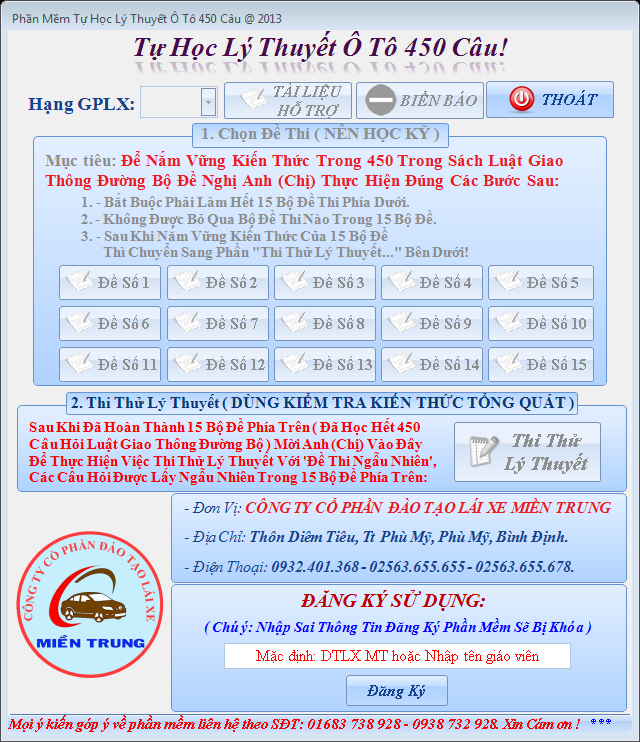 Phần Mềm Tự Học Lý Thuyết Ô Tô 450 Câu @ 2013
Tự Học Lý Thuyết Ô Tô 450 Câu!
Hạng GPLX:
TÀI LIỆU
HỖ TRỢ
BIỂN BÁO
THOÁT
1. Chọn Đề Thi ( NÊN HỌC KỸ )
Mục tiêu: Để Nắm Vững Kiến Thức Trong 450 Trong Sách Luật Giao
Thông Đường Bộ Đề Nghị Anh (Chị) Thực Hiện Đúng Các Bước Sau:
1. - Bắt Buộc Phải Làm Hết 15 Bộ Đề Thi Phía Dưới.
2. - Không Được Bỏ Qua Bộ Đề Thi Nào Trong 15 Bộ Đề.
3. - Sau Khi Nắm Vững Kiến Thức Của 15 Bộ Đề
Thì Chuyển Sang Phần "Thi Thử Lý Thuyết..." Bên Dưới!
Đề Số 1
Đề Số 2
Đề Số 3
Đề Số 4
Đề Số 5
Đề Số 6
Đề Số 7
Đề Số 8
Đề Số 9
Đề Số 10
Đề Số 11
Đề Số 12
Đề Số 13
Đề Số 14
Đề Số 15
2. Thi Thử Lý Thuyết ( DÙNG KIỂM TRA KIẾN THỨC TỔNG QUÁT )
Sau Khi Đã Hoàn Thành 15 Bộ Đề Phía Trên ( Đã Học Hết 450
Câu Hỏi Luật Giao Thông Đường Bộ ) Mời Anh (Chị) Vào Đây
Để Thực Hiện Việc Thi Thử Lý Thuyết Với 'Đề Thi Ngẫu Nhiên',
Các Câu Hỏi Được Lấy Ngẫu Nhiên Trong 15 Bộ Đề Phía Trên:
Thi Thử
Lý Thuyết
- Đơn Vị: CÔNG TY CỔ PHẦN ĐÀO TẠO LÁI XE MIỀN TRUNG
- Địa Chỉ: Thôn Diêm Tiêu, Tt Phù Mỹ, Phù Mỹ, Bình Định.
- Điện Thoại: 0932.401.368 - 02563.655.655 - 02563.655.678.
CÔNG TY CỔ PHẦN ĐÀO TẠO LÁI XE
MIỀN TRUNG
ĐĂNG KÝ SỬ DỤNG:
( Chú ý: Nhập Sai Thông Tin Đăng Ký Phần Mềm Sẽ Bị Khóa )
Mặc định: DTLX MT hoặc Nhập tên giáo viên
Đăng Ký
Mọi ý kiến góp ý về phần mềm liên hệ theo SĐT: 01683 738 928 - 0938 732 928. Xin Cám ơn ! ***